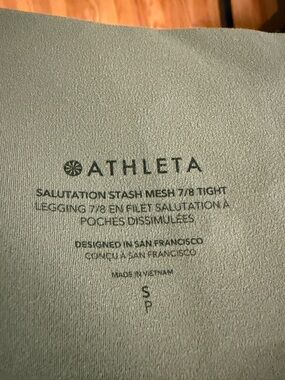 ATHLETA
SALUTATION STASH MESH 7/8 TIGHT
LEGGING 7/8 EN FILET SALUTATION À
POCHES DISSIMULÉES
DESIGNED IN SAN FRANCISCO
CONÇU À SAN FRANCISCO
MADE IN VIETNAM
S
P